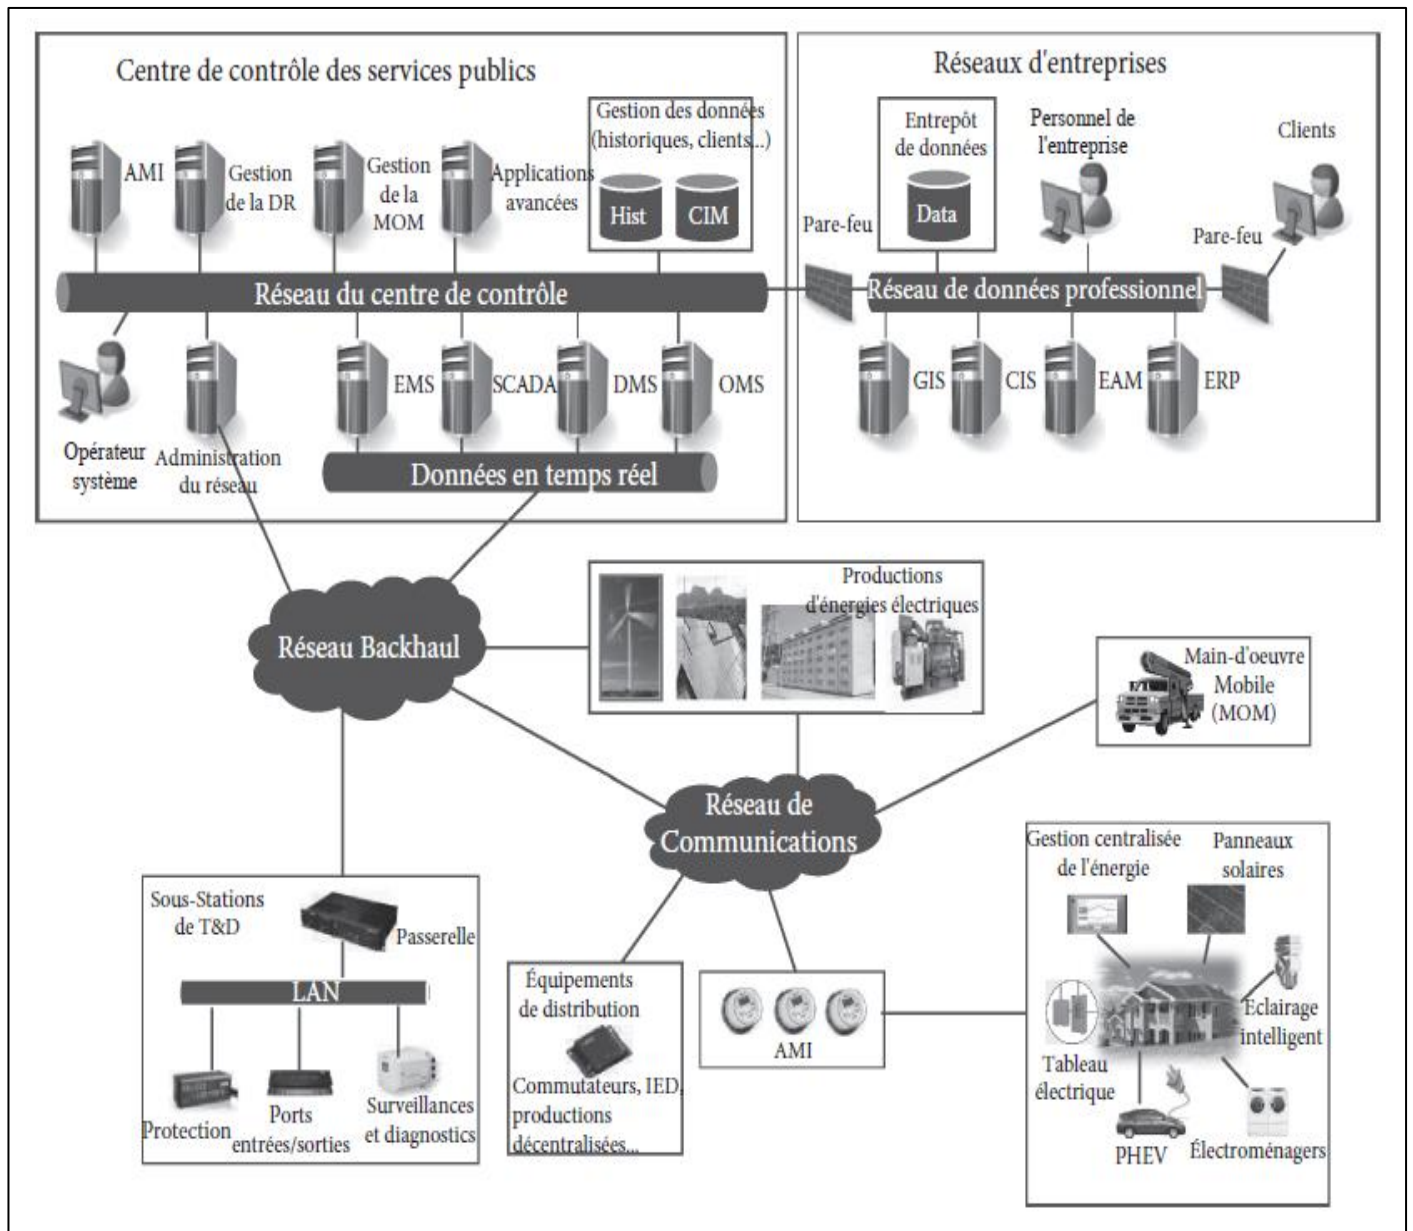 Centre de contrôle des services publics
AMI
Gestion
de la DR
Gestion
de la
MOM
Applications
avancées
Gestion des données
(historiques, clients...)
Hist
CIM
Réseau du centre de contrôle
Opérateur
système
Administration
du réseau
EMS
SCADA
DMS
OMS
Données en temps réel
Réseaux d'entreprises
Pare-feu
Entrepôt
de données
Data
Personnel de
l'entreprise
Clients
Pare-feu
Réseau de données professionnel
GIS
CIS
EAM
ERP
Réseau Backhaul
Productions
d'énergies électriques
Main-d'oeuvre
Mobile
(MOM)
Réseau de
Communications
Sous-Stations
de T&D
Passerelle
LAN
Protection
Ports
entrées/sorties
Surveillances
et diagnostics
Équipements
de distribution
Commutateurs, IED,
productions
décentralisées...
AMI
Gestion centralisée
de l'énergie
Panneaux
solaires
Eclairage
intelligent
Tableau
électrique
PHEV
Électroménagers